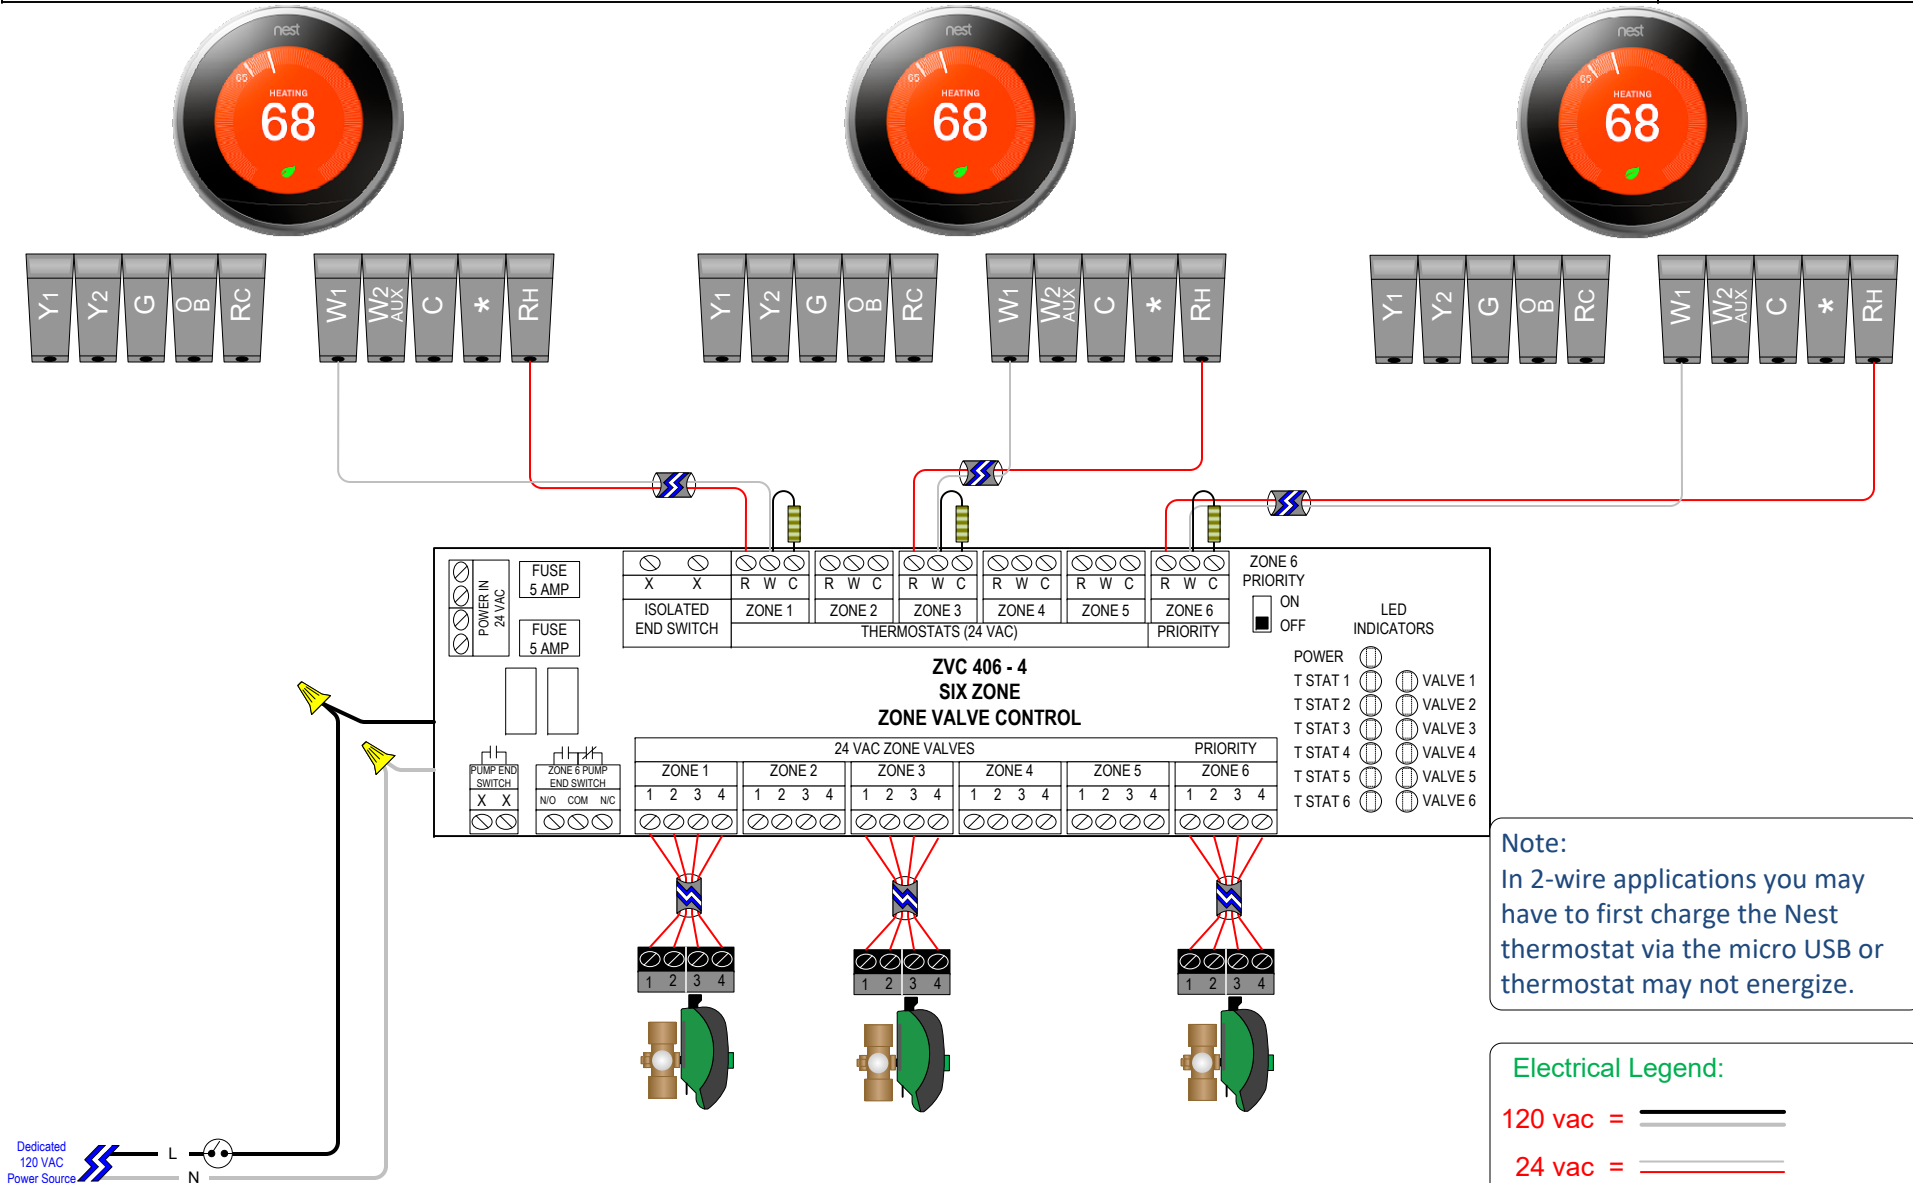 nest
60
HEATING
68
nest
60
HEATING
68
nest
60
HEATING
68
Y1 Y2 G OB RC W1 W2 AUX C * RH
Y1 Y2 G OB RC W1 W2 AUX C * RH
Y1 Y2 G OB RC W1 W2 AUX C * RH
POWER IN
24 VAC
FUSE
5 AMP
FUSE
5 AMP
X X
ISOLATED
END SWITCH
R W C R W C R W C R W C R W C R W C
ZONE 1 ZONE 2 ZONE 3 ZONE 4 ZONE 5 ZONE 6
THERMOSTATS (24 VAC) PRIORITY
ZONE 6
PRIORITY
ON
OFF
LED
INDICATORS
POWER
T STAT 1 VALVE 1
T STAT 2 VALVE 2
T STAT 3 VALVE 3
T STAT 4 VALVE 4
T STAT 5 VALVE 5
T STAT 6 VALVE 6
ZVC 406 - 4
SIX ZONE
ZONE VALVE CONTROL
PUMP END
SWITCH
X X
ZONE 6 PUMP
END SWITCH
N/O COM N/C
24 VAC ZONE VALVES PRIORITY
ZONE 1 ZONE 2 ZONE 3 ZONE 4 ZONE 5 ZONE 6
1 2 3 4 1 2 3 4 1 2 3 4 1 2 3 4 1 2 3 4 1 2 3 4
1 2 3 4
1 2 3 4
1 2 3 4
Note:
In 2-wire applications you may
have to first charge the Nest
thermostat via the micro USB or
thermostat may not energize.
Electrical Legend:
120 vac =
24 vac =
Dedicated
120 VAC
Power Source
L
N